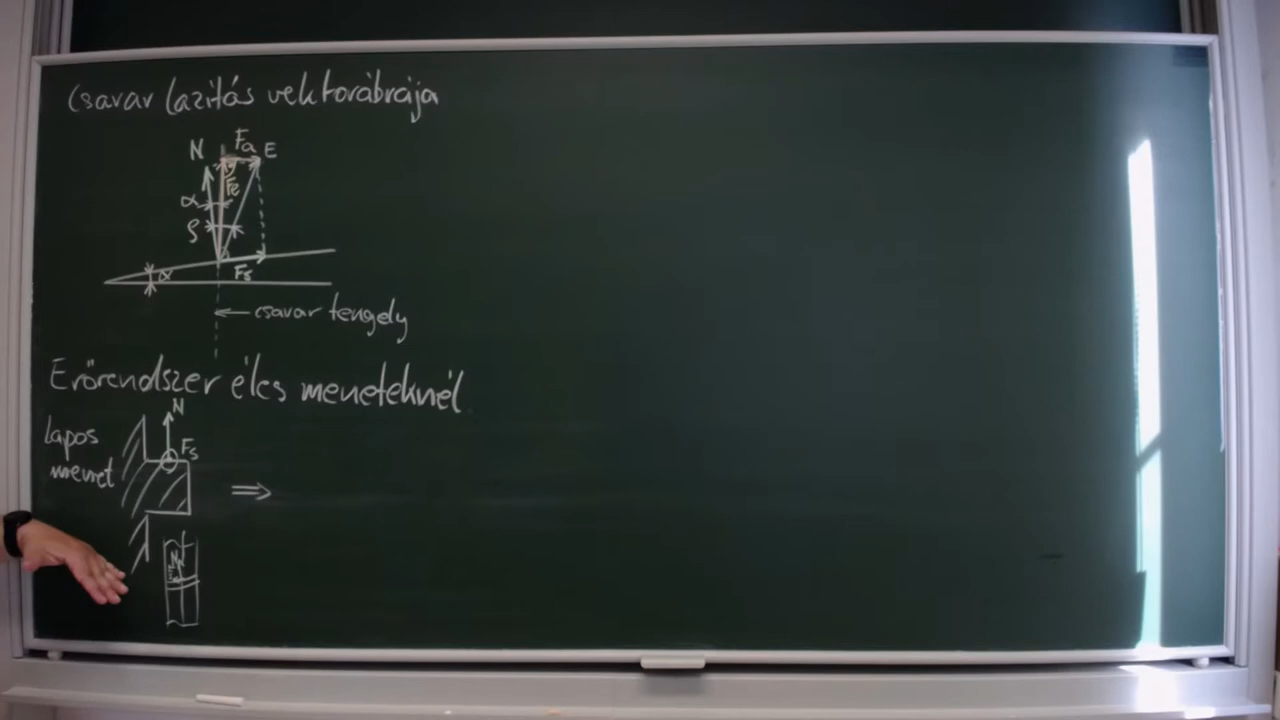 Csavar lazítás vektorábrája
Fa
N
E
Fe
α
ρ
α
Fs
← csavar tengely
Erőrendszer éles meneteknél
N
Lapos
menet
Fs
⇒
N